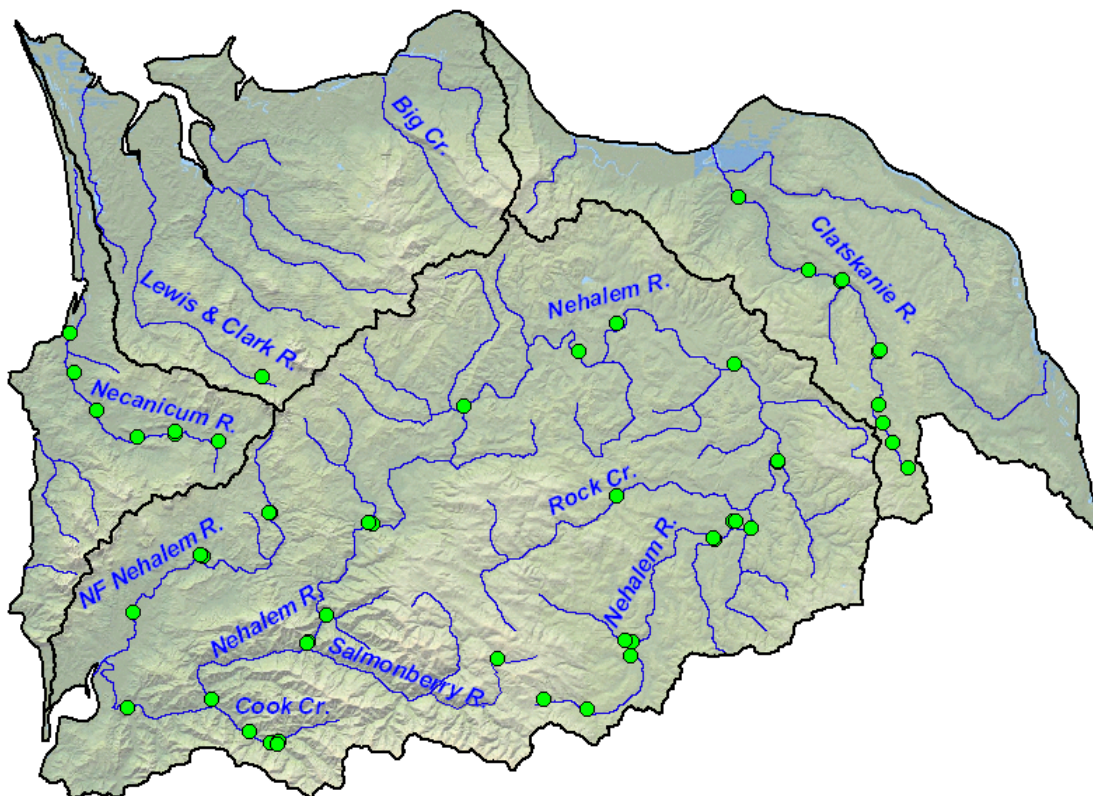 Big Cr.
Clatskanie R.
Nehalem R.
Lewis & Clark R.
Necanicum R.
Rock Cr.
NF Nehalem R.
Nehalem R.
Nehalem R.
Salmonberry R.
Cook Cr.